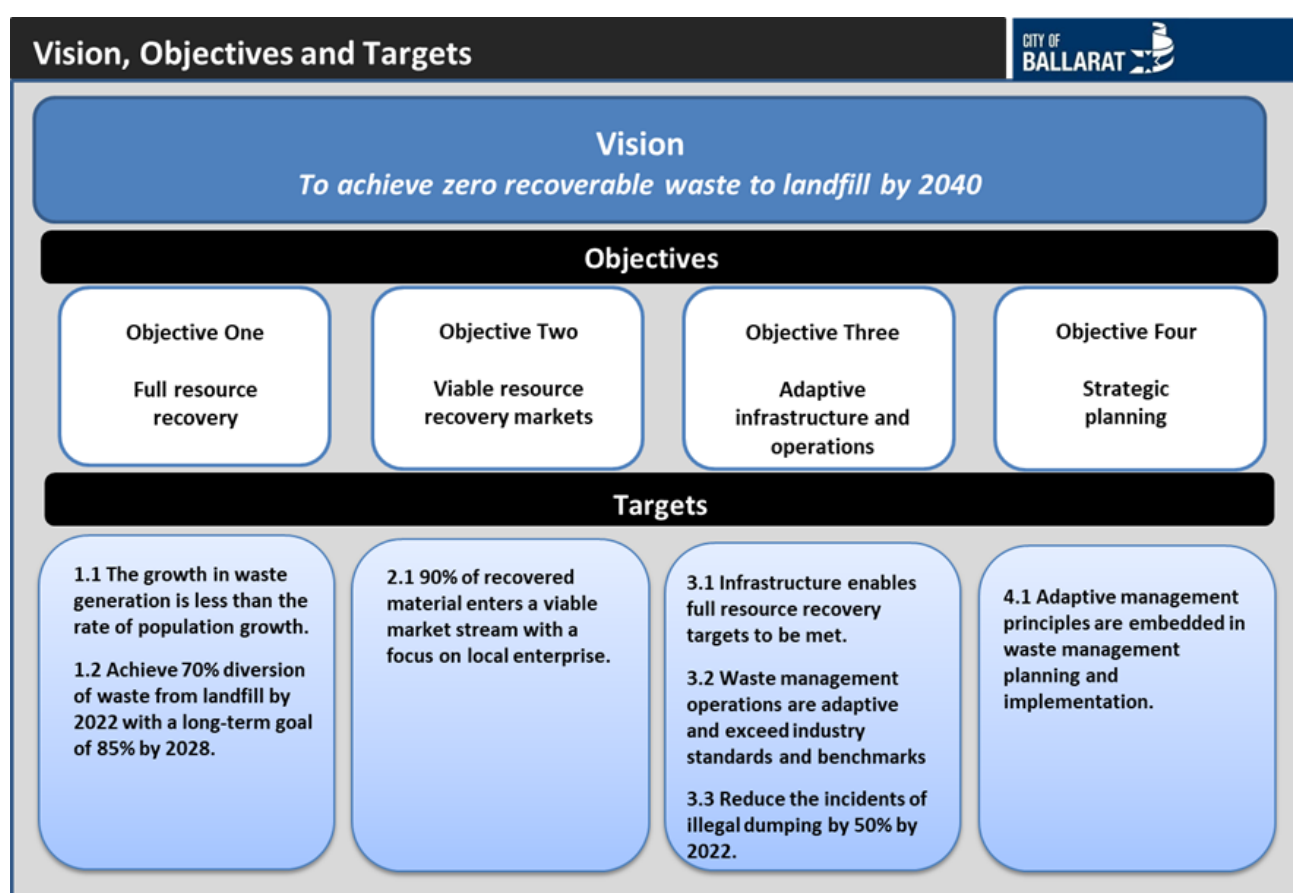 Vision, Objectives and Targets
CITY OF
BALLARAT
Vision
To achieve zero recoverable waste to landfill by 2040
Objectives
Objective One
Full resource
recovery
Objective Two
Viable resource
recovery markets
Objective Three
Adaptive
infrastructure and
operations
Objective Four
Strategic
planning
Targets
1.1 The growth in waste
generation is less than the
rate of population growth.
1.2 Achieve 70% diversion
of waste from landfill by
2022 with a long-term goal
of 85% by 2028.
2.1 90% of recovered
material enters a viable
market stream with a
focus on local enterprise.
3.1 Infrastructure enables
full resource recovery
targets to be met.
3.2 Waste management
operations are adaptive
and exceed industry
standards and benchmarks
3.3 Reduce the incidents of
illegal dumping by 50% by
2022.
4.1 Adaptive management
principles are embedded in
waste management
planning and
implementation.